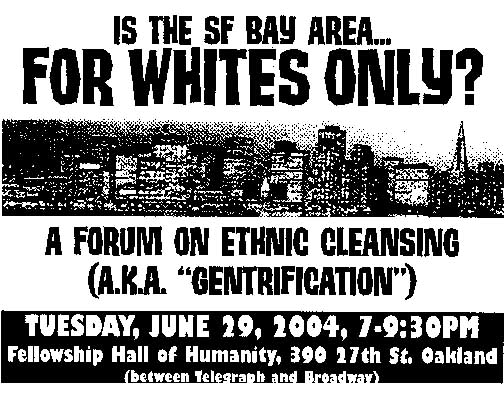 IS THE SF BAY AREA...
FOR WHITES ONLY?
A FORUM ON ETHNIC CLEANSING
(A.K.A. "GENTRIFICATION")
TUESDAY, JUNE 29, 2004, 7-9:30PM
Fellowship Hall of Humanity, 390 27th St. Oakland
(between Telegraph and Broadway)